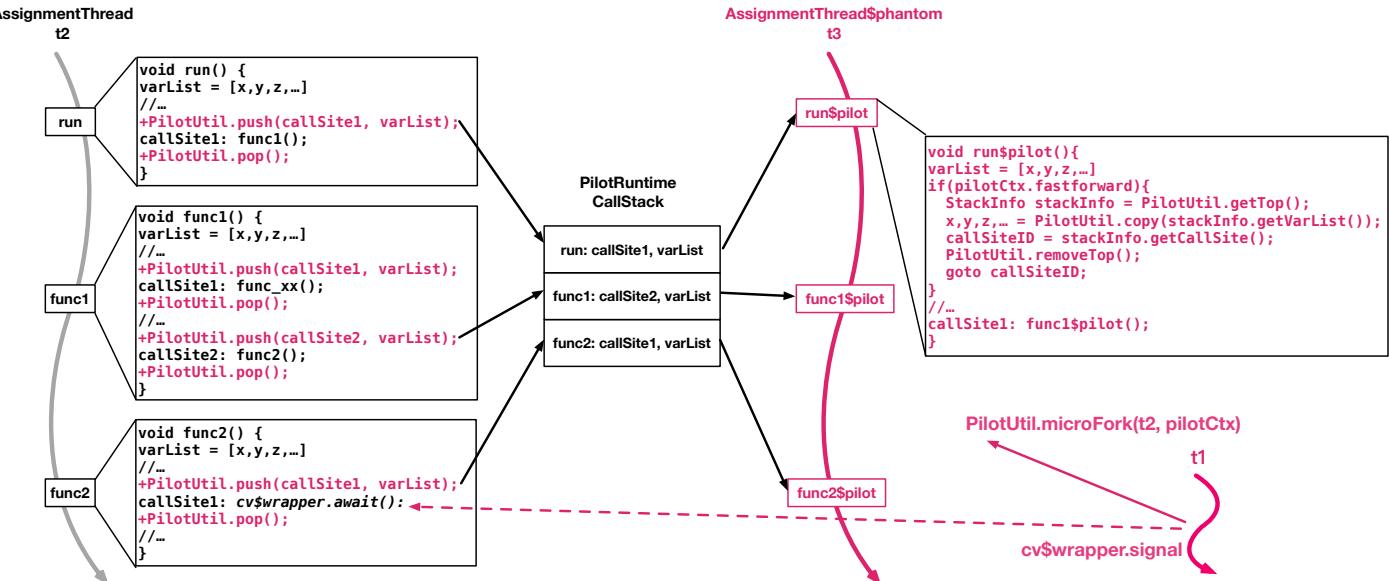 AssignmentThread
t2
run
void run() {
varList = [x,y,z,…]
//…
+PilotUtil.push(callSite1, varList);
callSite1: func1();
+PilotUtil.pop();
}
func1
void func1() {
varList = [x,y,z,…]
//…
+PilotUtil.push(callSite1, varList);
callSite1: func_xx();
+PilotUtil.pop();
//…
+PilotUtil.push(callSite2, varList);
callSite2: func2();
+PilotUtil.pop();
}
func2
void func2() {
varList = [x,y,z,…]
//…
+PilotUtil.push(callSite1, varList);
callSite1: cv$wrapper.await():
+PilotUtil.pop();
//…
}
PilotRuntime
CallStack
run: callSite1, varList
func1: callSite2, varList
func2: callSite1, varList
AssignmentThread$phantom
t3
run$pilot
func1$pilot
func2$pilot
void run$pilot(){
varList = [x,y,z,…]
if(pilotCtx.fastforward){
StackInfo stackInfo = PilotUtil.getTop();
x,y,z,… = PilotUtil.copy(stackInfo.getVarList());
callSiteID = stackInfo.getCallSite();
PilotUtil.removeTop();
goto callSiteID;
}
//…
callSite1: func1$pilot();
}
PilotUtil.microFork(t2, pilotCtx)
t1
cv$wrapper.signal